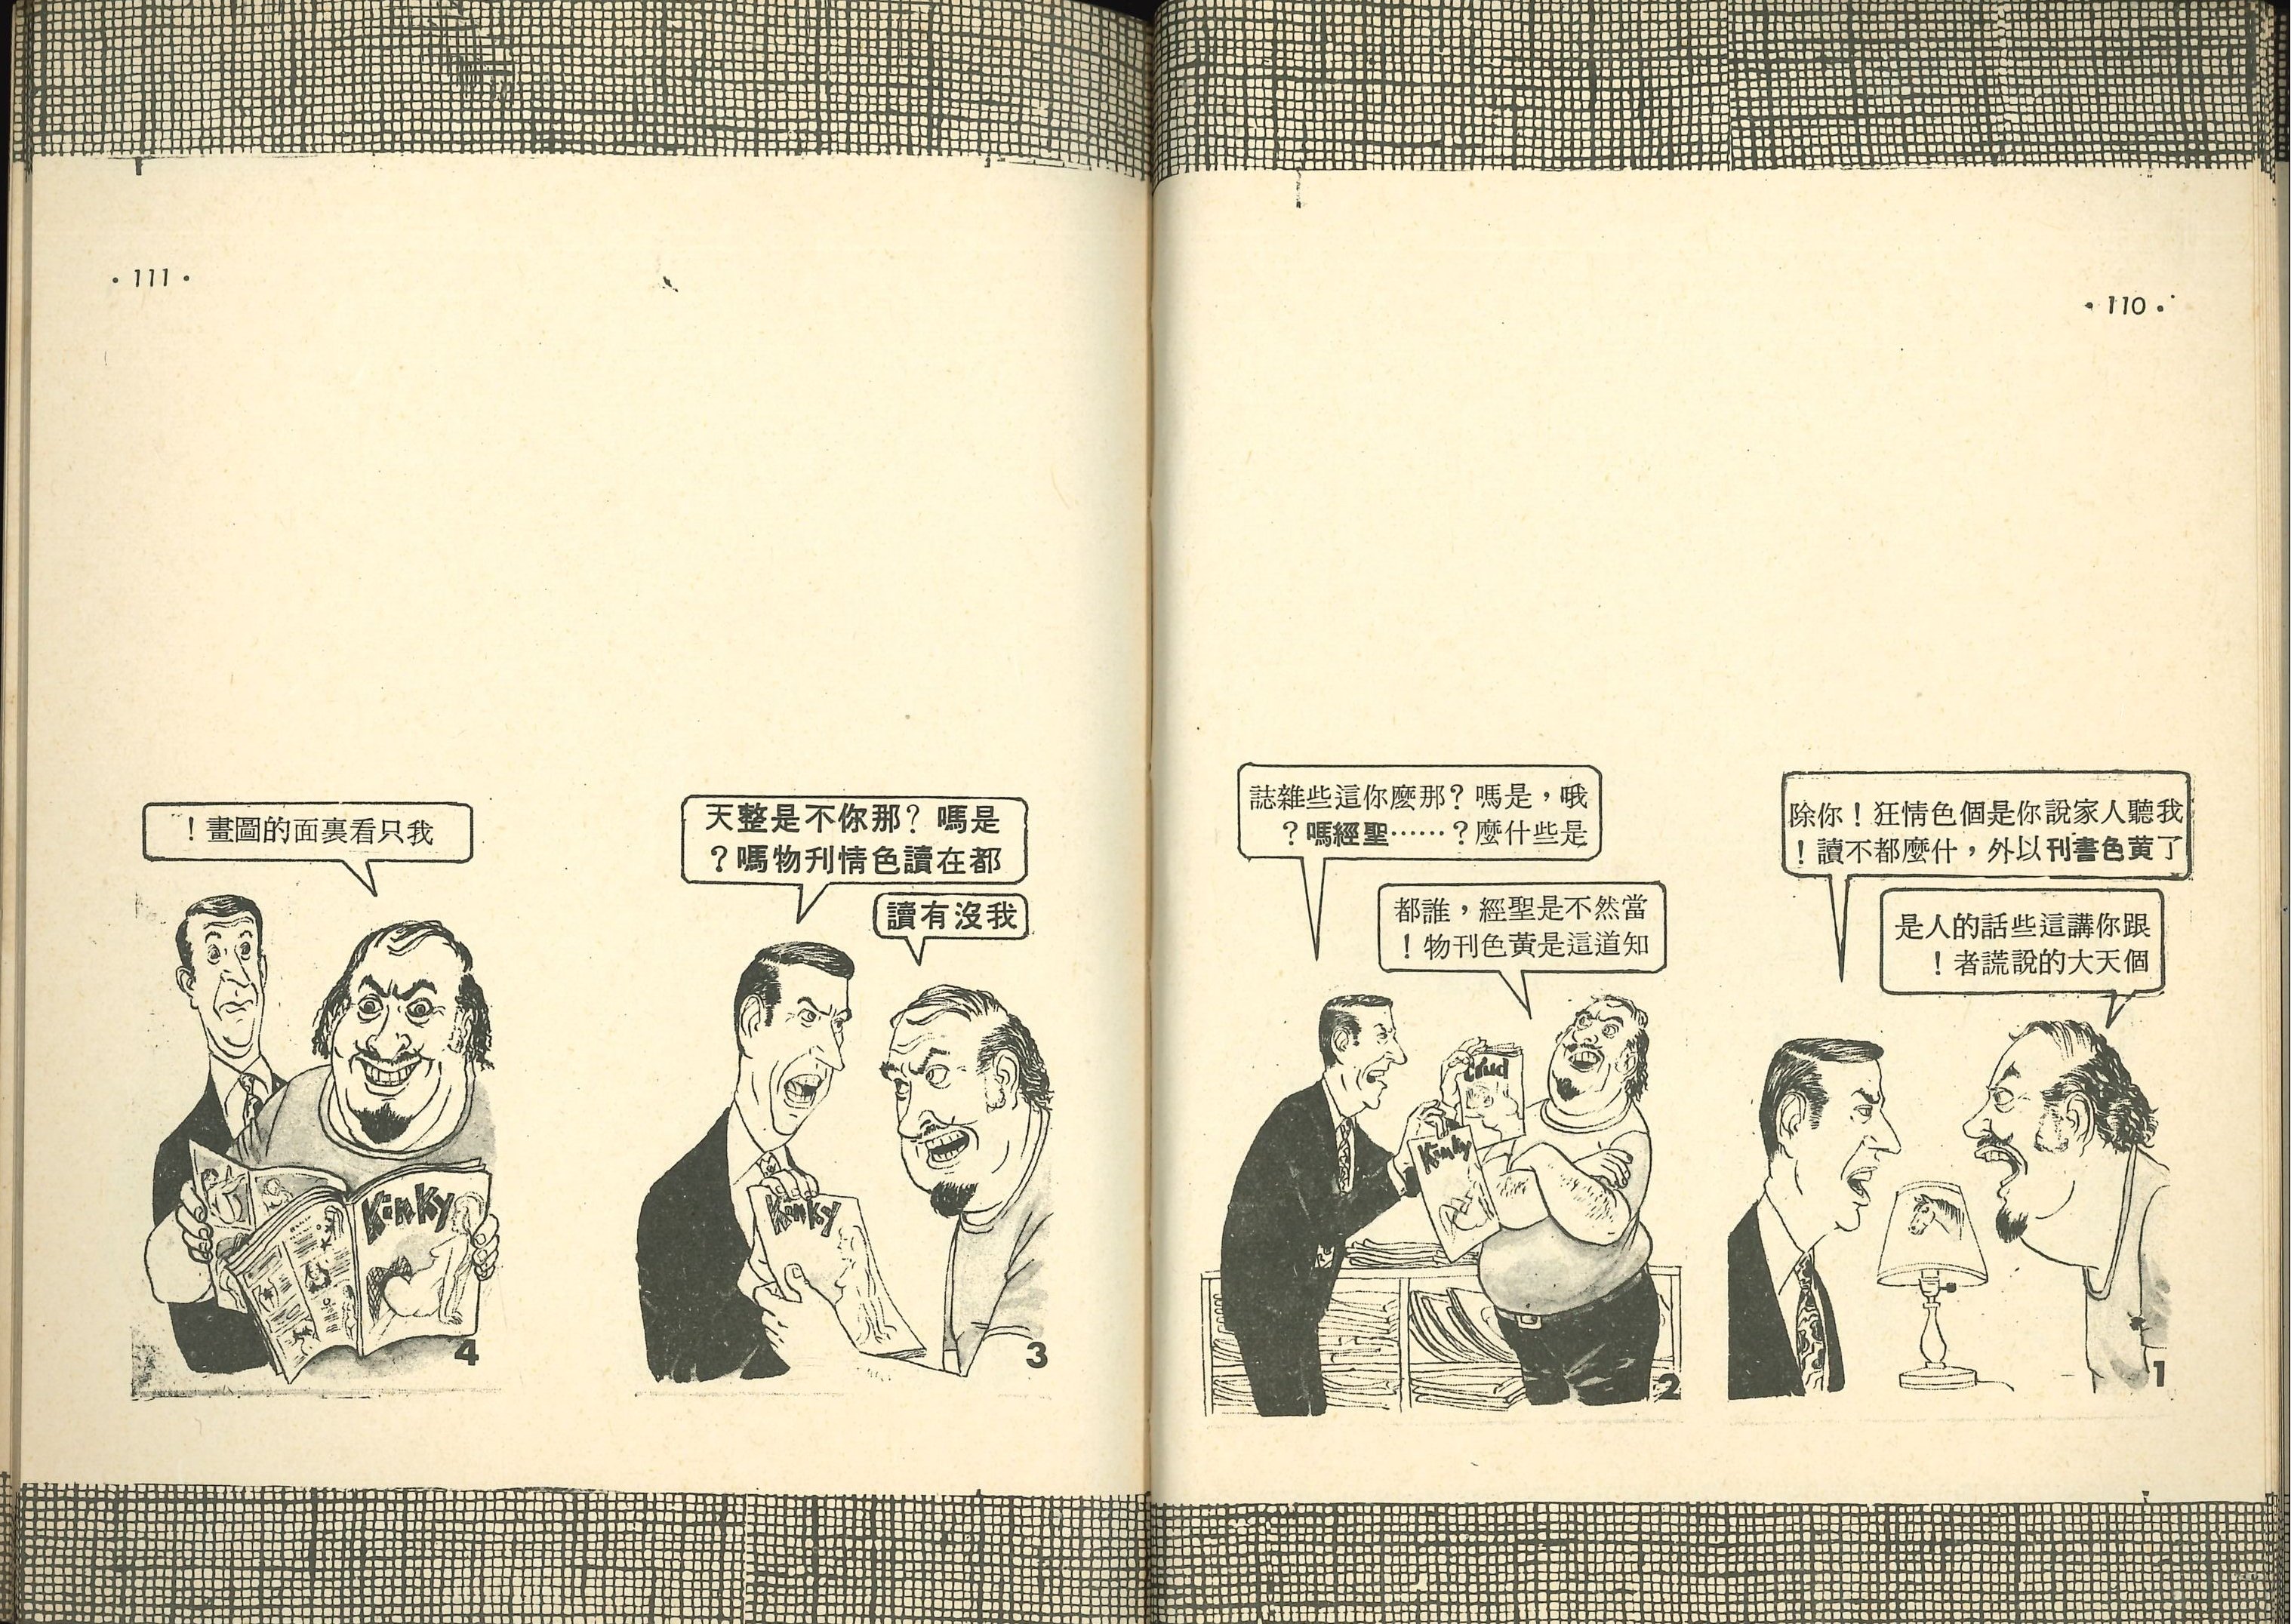 • 110 •
我聽人家說你是個色情狂！你除
了黃色書刊以外，什麼都不讀！
跟你講這些話的人是
個天大的說謊者！
1
哦，是嗎？那麼你這些雜誌
是些什麼？……聖經嗎？
當然不是聖經，誰都
知道這是黃色刊物！
Crud
Kinky
2
• 111 •
是嗎？那你不是整天
都在讀色情刊物嗎？
我沒有讀
Kinky
3
我只看裏面的圖畫！
Kinky
4